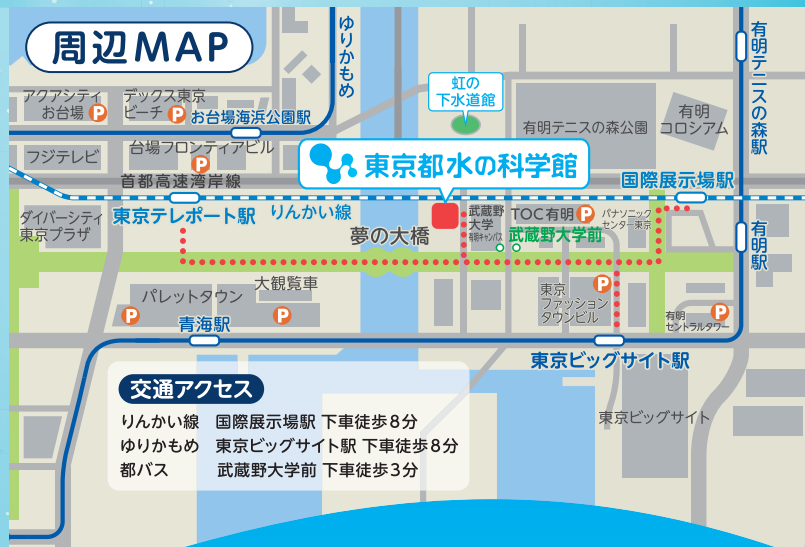 周辺MAP
ゆりかもめ
有明テニスの森駅
アクアシティ
お台場 P
デックス東京
ビーチ P
お台場海浜公園駅
虹の
下水道館
有明テニスの森公園
有明
コロシアム
フジテレビ
台場フロンティアビル
P
東京都水の科学館
首都高速湾岸線
国際展示場駅
ダイバーシティ
東京プラザ
東京テレポート駅
りんかい線
夢の大橋
武蔵野
大学
有明キャンパス
TOC有明 P
パナソニック
センター東京
武蔵野大学前
有明駅
大観覧車
パレットタウン
P
P
青海駅
東京
ファッション
タウンビル
P
有明
セントラルタワー
P
東京ビッグサイト駅
東京ビッグサイト
交通アクセス
りんかい線 国際展示場駅 下車徒歩8分
ゆりかもめ 東京ビッグサイト駅 下車徒歩8分
都バス 武蔵野大学前 下車徒歩3分